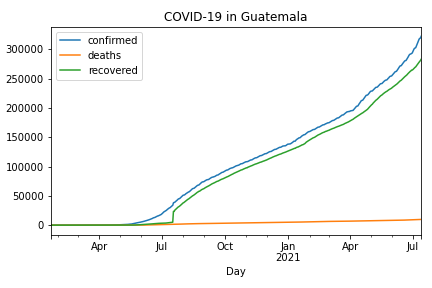 COVID-19 in Guatemala
confirmed
deaths
recovered
300000
250000
200000
150000
100000
50000
0
Apr Jul Oct Jan Apr Jul
2021
Day